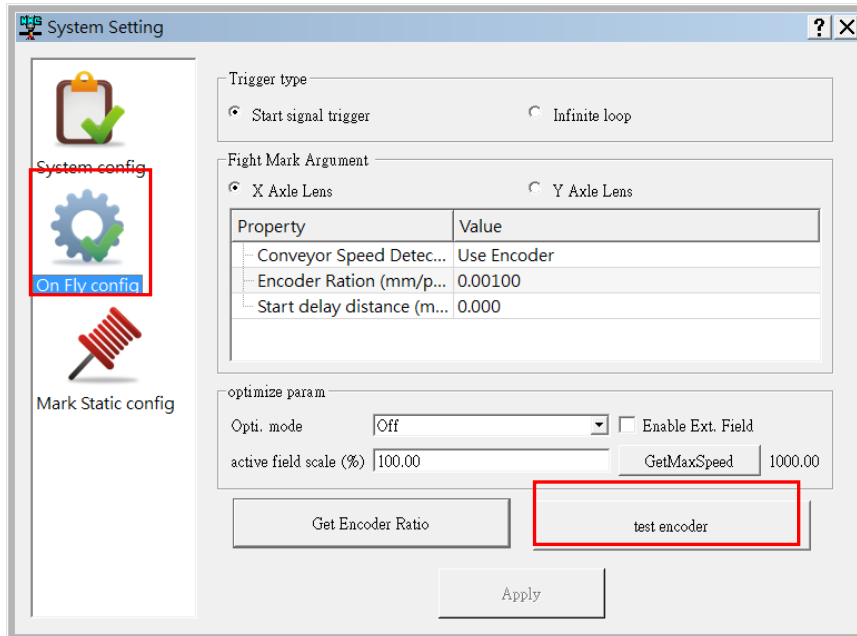 System Setting
System config
On Fly config
Mark Static config
Trigger type
Start signal trigger
Infinite loop
Fight Mark Argument
X Axle Lens
Y Axle Lens
Property Value
Conveyor Speed Detec... Use Encoder
Encoder Ration (mm/p... 0.00100
Start delay distance (m... 0.000
optimize param
Opti. mode Off Enable Ext. Field
active field scale (%) 100.00 GetMaxSpeed 1000.00
Get Encoder Ratio test encoder
Apply